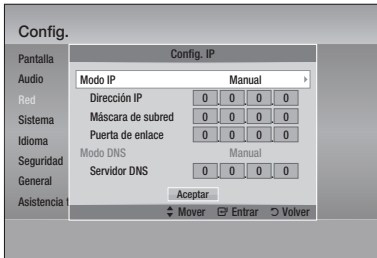 Config.
Pantalla
Audio
Red
Sistema
Idioma
Seguridad
General
Asistencia t
Config. IP
Modo IP Manual
Dirección IP 0 . 0 . 0 . 0
Máscara de subred 0 . 0 . 0 . 0
Puerta de enlace 0 . 0 . 0 . 0
Modo DNS Manual
Servidor DNS 0 . 0 . 0 . 0
Aceptar
Mover Entrar Volver